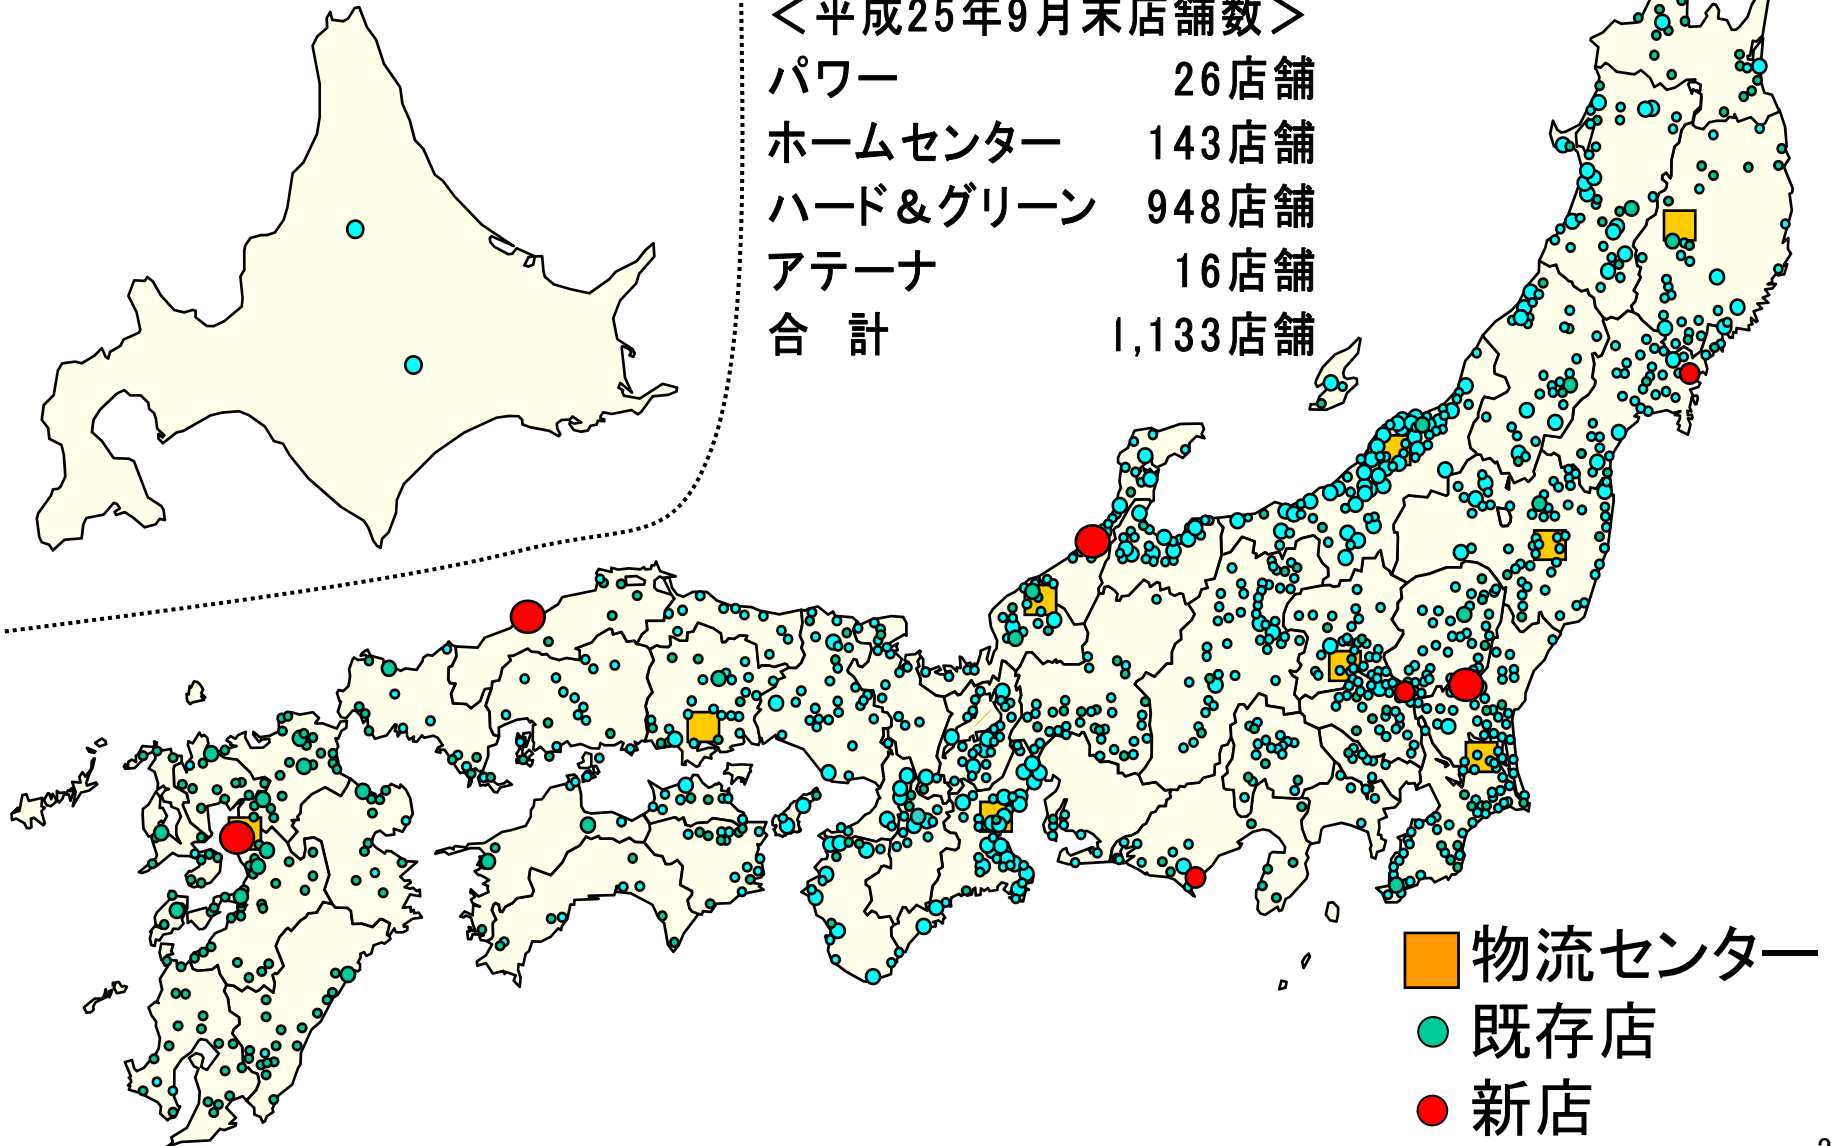 ＜平成25年9月末店舗数＞
パワー 26店舗
ホームセンター 143店舗
ハード＆グリーン 948店舗
アテーナ 16店舗
合 計 1,133店舗
物流センター
既存店
新店